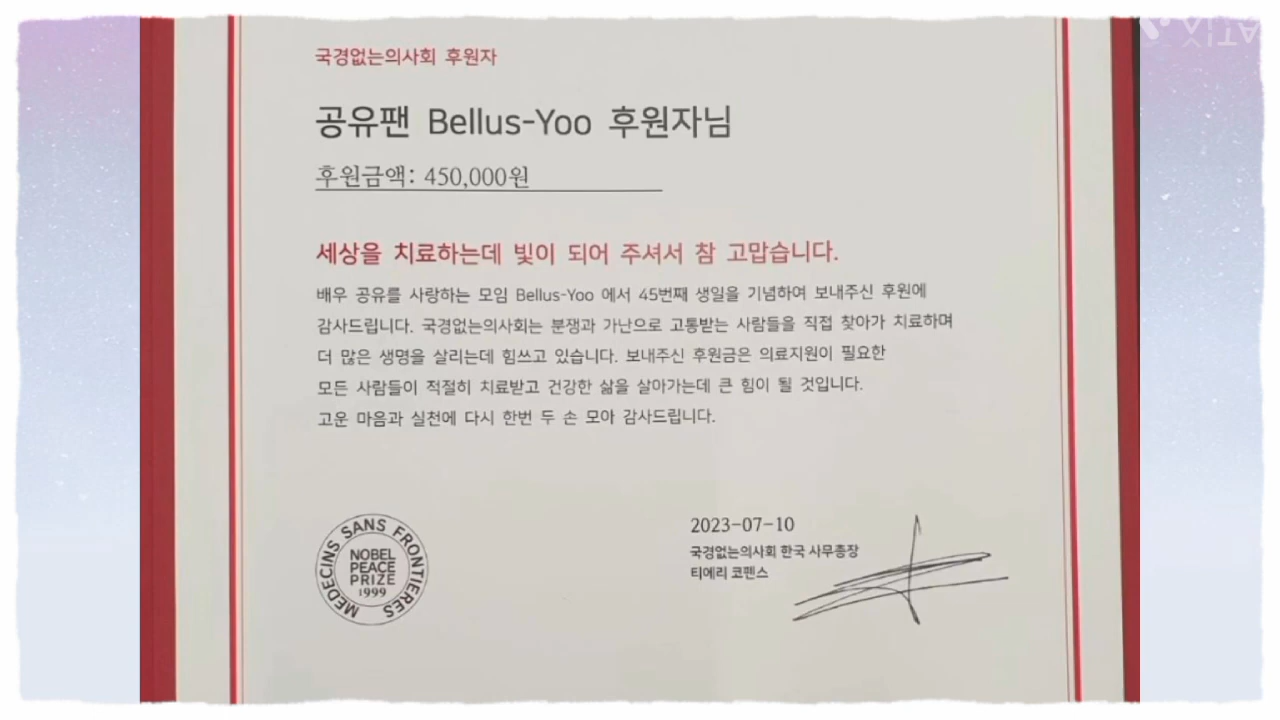 국경없는의사회 후원자
공유팬 Bellus-Yoo 후원자님
후원금액: 450,000원
세상을 치료하는데 빛이 되어 주셔서 참 고맙습니다.
배우 공유를 사랑하는 모임 Bellus-Yoo 에서 45번째 생일을 기념하여 보내주신 후원에
감사드립니다. 국경없는의사회는 분쟁과 가난으로 고통받는 사람들을 직접 찾아가 치료하며
더 많은 생명을 살리는데 힘쓰고 있습니다. 보내주신 후원금은 의료지원이 필요한
모든 사람들이 적절히 치료받고 건강한 삶을 살아가는데 큰 힘이 될 것입니다.
고운 마음과 실천에 다시 한번 두 손 모아 감사드립니다.
MEDECINS SANS FRONTIERES
NOBEL
PEACE
PRIZE
1999
2023-07-10
국경없는의사회 한국 사무총장
티에리 코펜스